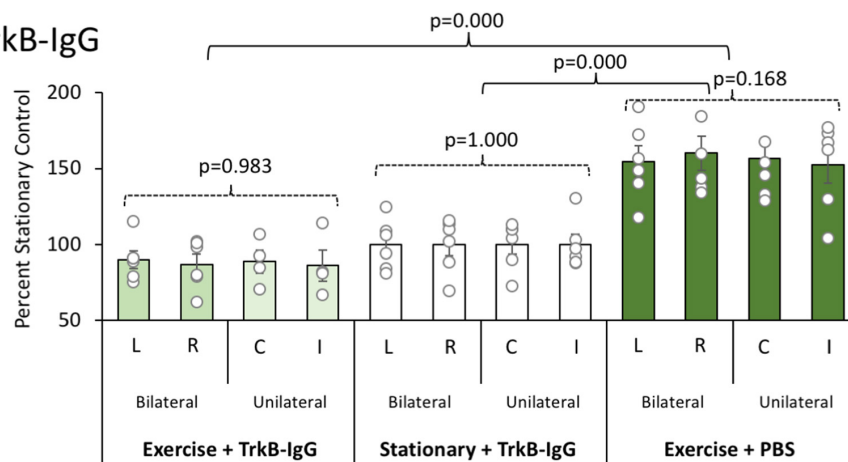 rkB-IgG
p=0.000
p=0.000
p=0.168
p=1.000
p=0.983
Percent Stationary Control
200
150
100
50
L R C I L R C I L R C I
Bilateral Unilateral Bilateral Unilateral Bilateral Unilateral
Exercise + TrkB-IgG Stationary + TrkB-IgG Exercise + PBS